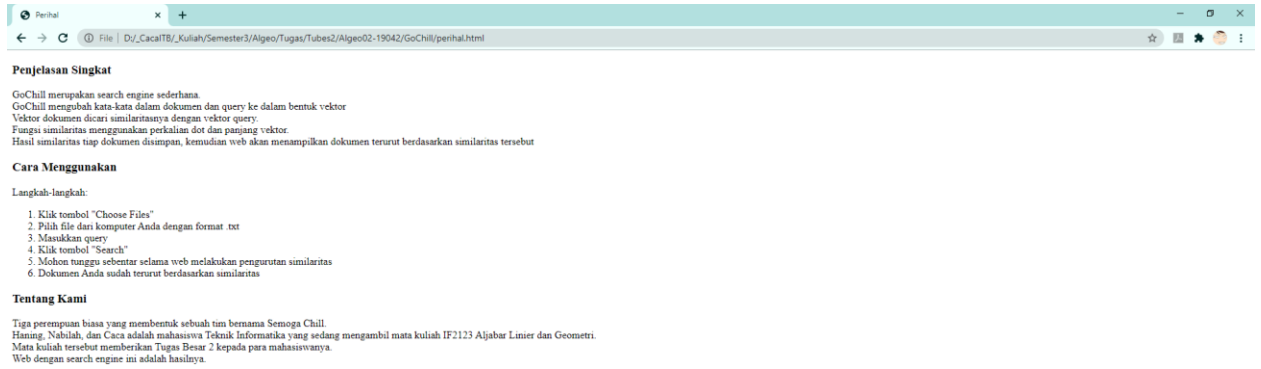 Perihal
File | D:/_CacaITB/_Kuliah/Semester3/Algeo/Tugas/Tubes2/Algeo02-19042/GoChill/perihal.html
Penjelasan Singkat
GoChill merupakan search engine sederhana.
GoChill mengubah kata-kata dalam dokumen dan query ke dalam bentuk vektor
Vektor dokumen dicari similaritasnya dengan vektor query.
Fungsi similaritas menggunakan perkalian dot dan panjang vektor.
Hasil similaritas tiap dokumen disimpan, kemudian web akan menampilkan dokumen terurut berdasarkan similaritas tersebut
Cara Menggunakan
Langkah-langkah:
1. Klik tombol "Choose Files"
2. Pilih file dari komputer Anda dengan format .txt
3. Masukkan query
4. Klik tombol "Search"
5. Mohon tunggu sebentar selama web melakukan pengurutan similaritas
6. Dokumen Anda sudah terurut berdasarkan similaritas
Tentang Kami
Tiga perempuan biasa yang membentuk sebuah tim bernama Semoga Chill.
Haning, Nabilah, dan Caca adalah mahasiswa Teknik Informatika yang sedang mengambil mata kuliah IF2123 Aljabar Linier dan Geometri.
Mata kuliah tersebut memberikan Tugas Besar 2 kepada para mahasiswanya.
Web dengan search engine ini adalah hasilnya.